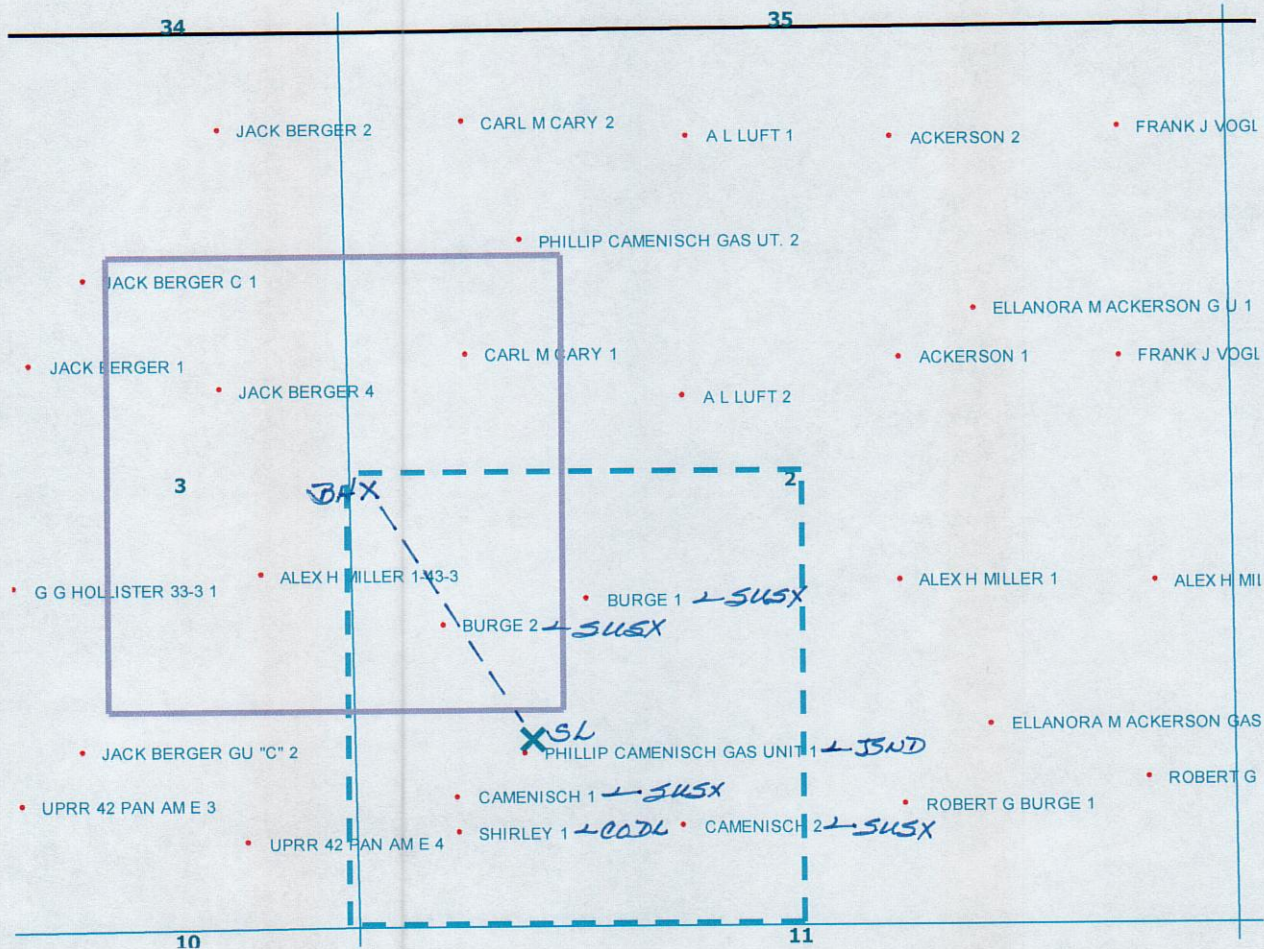 34
35
JACK BERGER 2
CARL M CARY 2
A L LUFT 1
ACKERSON 2
FRANK J VOGL
PHILLIP CAMENISCH GAS UT. 2
JACK BERGER C 1
ELLANORA M ACKERSON G U 1
JACK BERGER 1
CARL M CARY 1
ACKERSON 1
FRANK J VOGL
JACK BERGER 4
A L LUFT 2
3
BHX
2
G G HOLLISTER 33-3 1
ALEX H MILLER 1-43-3
BURGE 1 SUSX
ALEX H MILLER 1
ALEX H MIL
BURGE 2 SUSX
SL
ELLANORA M ACKERSON GAS
JACK BERGER GU "C" 2
PHILLIP CAMENISCH GAS UNIT 1 JSND
ROBERT G
UPRR 42 PAN AM E 3
CAMENISCH 1 SUSX
ROBERT G BURGE 1
SHIRLEY 1 CODL
CAMENISCH 2 SUSX
UPRR 42 PAN AM E 4
10
11